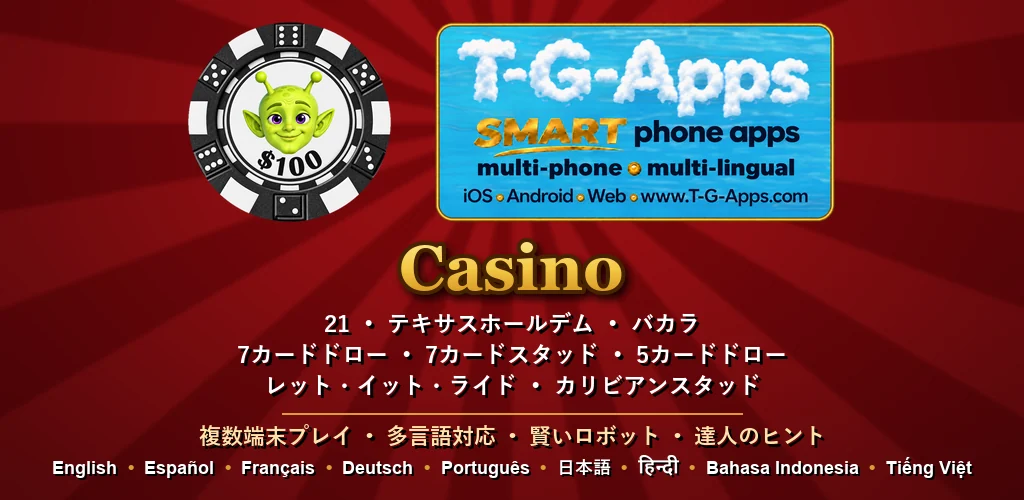 $100
T-G-Apps
SMART phone apps
multi-phone • multi-lingual
iOS • Android • Web • www.T-G-Apps.com
Casino
21 • テキサスホールデム • バカラ
7カードドロー • 7カードスタッド • 5カードドロー
レット・イット・ライド • カリビアンスタッド
複数端末プレイ • 多言語対応 • 賢いロボット • 達人のヒント
English • Español • Français • Deutsch • Português • 日本語 • हिन्दी • Bahasa Indonesia • Tiếng Việt